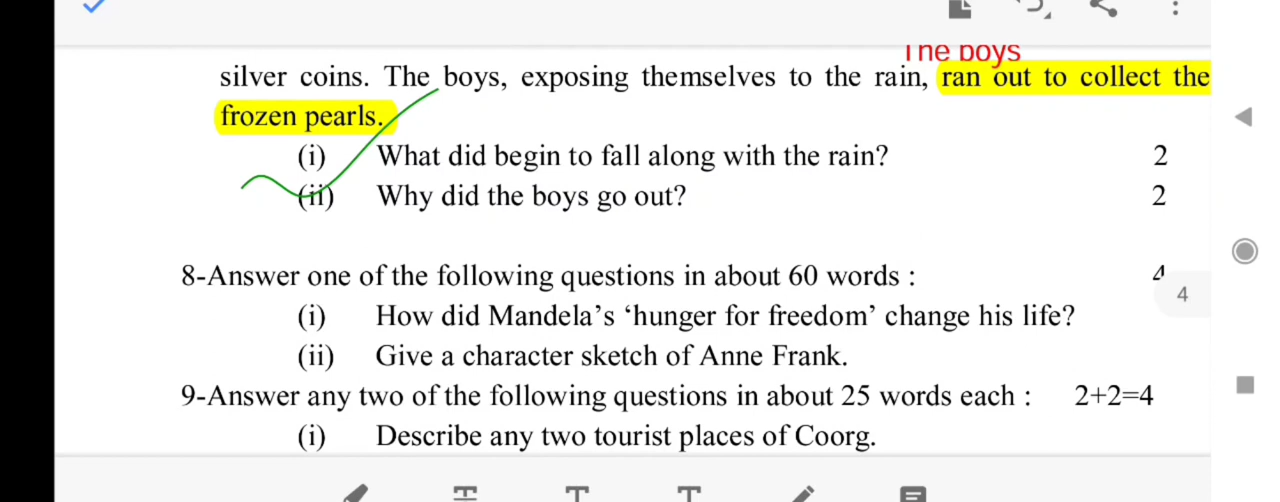 The boys
silver coins. The boys, exposing themselves to the rain, ran out to collect the
frozen pearls.
(i) What did begin to fall along with the rain? 2
(ii) Why did the boys go out? 2
8-Answer one of the following questions in about 60 words : 4
4
(i) How did Mandela’s ‘hunger for freedom’ change his life?
(ii) Give a character sketch of Anne Frank.
9-Answer any two of the following questions in about 25 words each : 2+2=4
(i) Describe any two tourist places of Coorg.